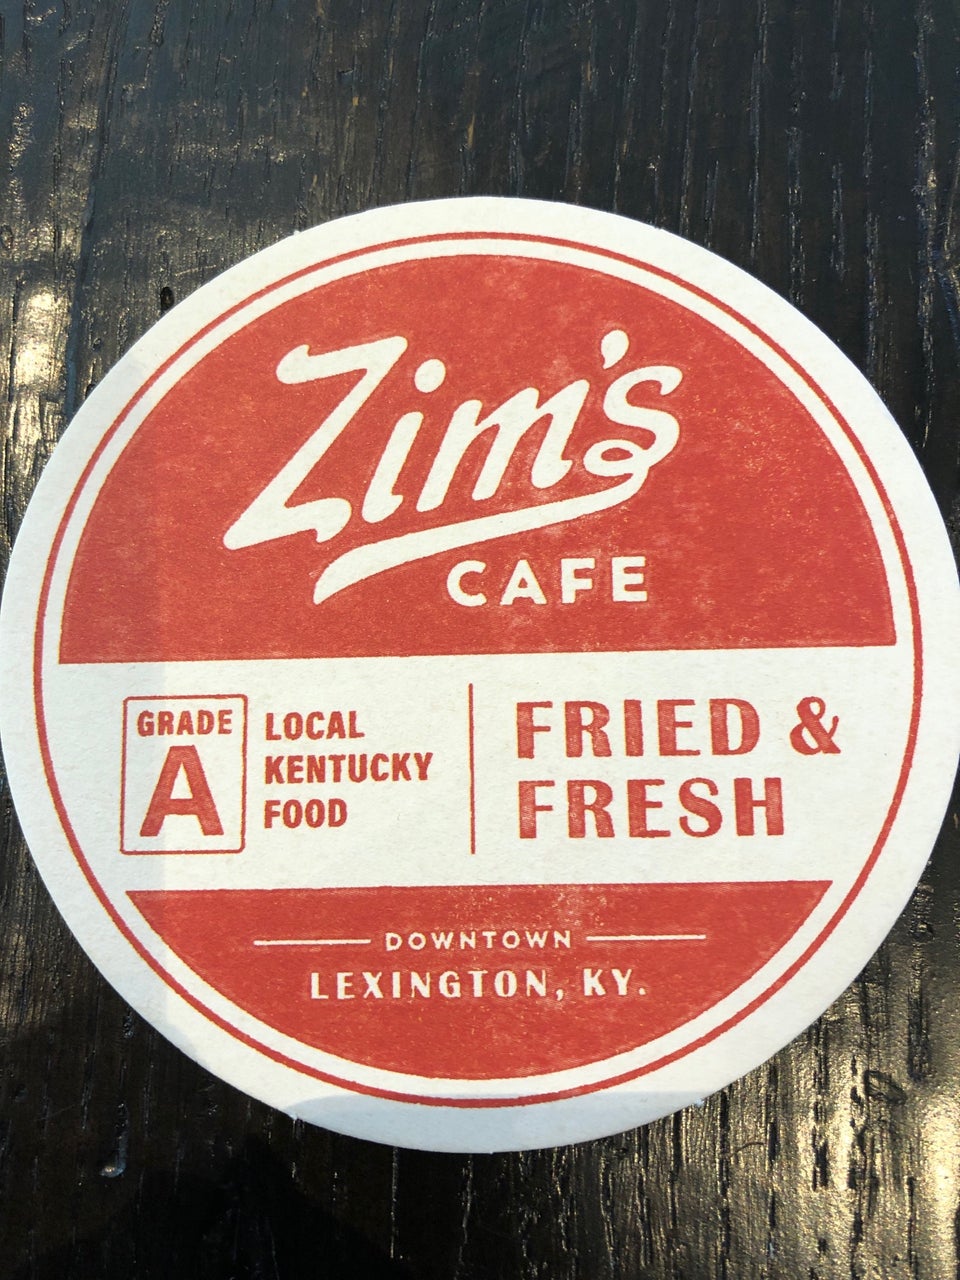 Zim's
CAFE
GRADE
A
LOCAL
KENTUCKY
FOOD
FRIED &
FRESH
DOWNTOWN
LEXINGTON, KY.